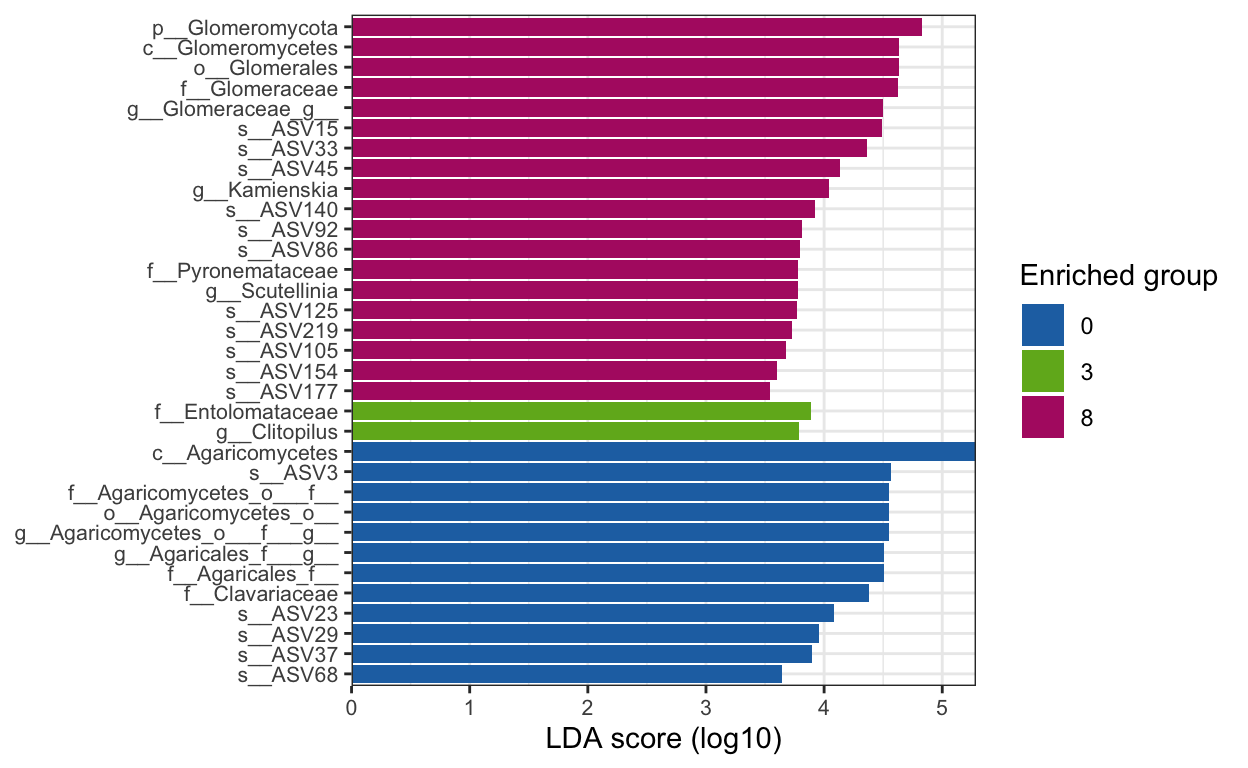 p__Glomeromycota
c__Glomeromycetes
o__Glomerales
f__Glomeraceae
g__Glomeraceae_g__
s__ASV15
s__ASV33
s__ASV45
g__Kamienskia
s__ASV140
s__ASV92
s__ASV86
f__Pyronemataceae
g__Scutellinia
s__ASV125
s__ASV219
s__ASV105
s__ASV154
s__ASV177
f__Entolomataceae
g__Clitopilus
c__Agaricomycetes
s__ASV3
f__Agaricomycetes_o___f__
o__Agaricomycetes_o__
g__Agaricomycetes_o___f___g__
g__Agaricales_f___g__
f__Agaricales_f__
f__Clavariaceae
s__ASV23
s__ASV29
s__ASV37
s__ASV68
0 1 2 3 4 5
LDA score (log10)
Enriched group
0
3
8